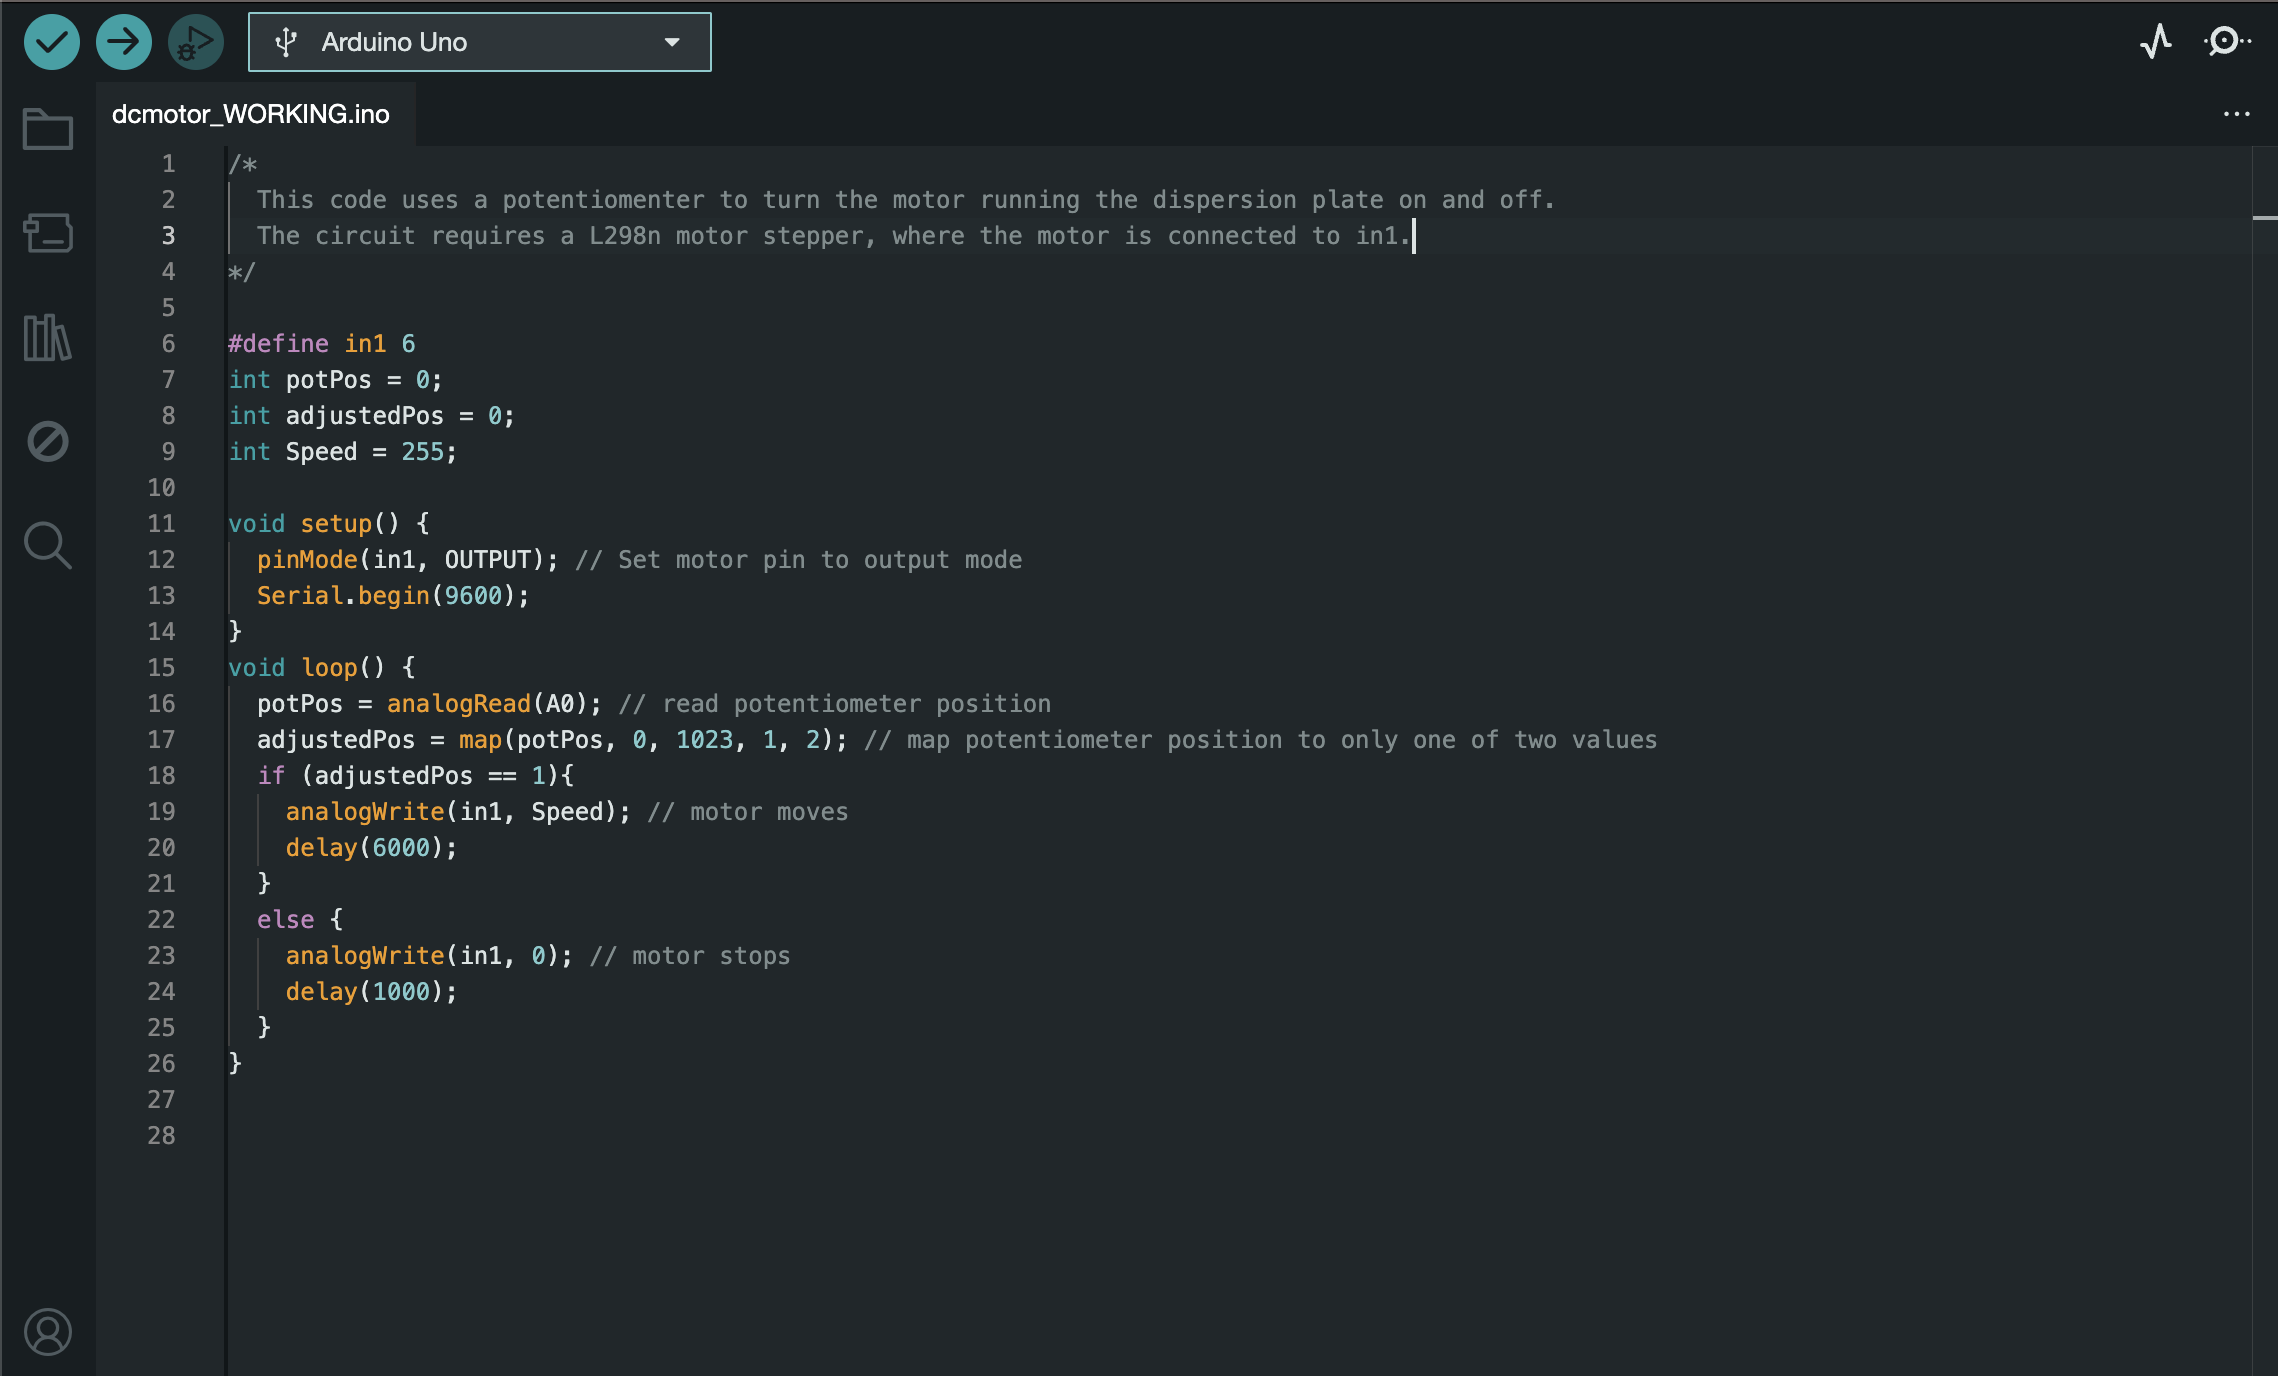 Arduino Uno
dcmotor_WORKING.ino
1 /*
2   This code uses a potentiomenter to turn the motor running the dispersion plate on and off.
3   The circuit requires a L298n motor stepper, where the motor is connected to in1.
4 */
5
6 #define in1 6
7 int potPos = 0;
8 int adjustedPos = 0;
9 int Speed = 255;
10
11 void setup() {
12   pinMode(in1, OUTPUT); // Set motor pin to output mode
13   Serial.begin(9600);
14 }
15 void loop() {
16   potPos = analogRead(A0); // read potentiometer position
17   adjustedPos = map(potPos, 0, 1023, 1, 2); // map potentiometer position to only one of two values
18   if (adjustedPos == 1){
19     analogWrite(in1, Speed); // motor moves
20     delay(6000);
21   }
22   else {
23     analogWrite(in1, 0); // motor stops
24     delay(1000);
25   }
26 }
27
28